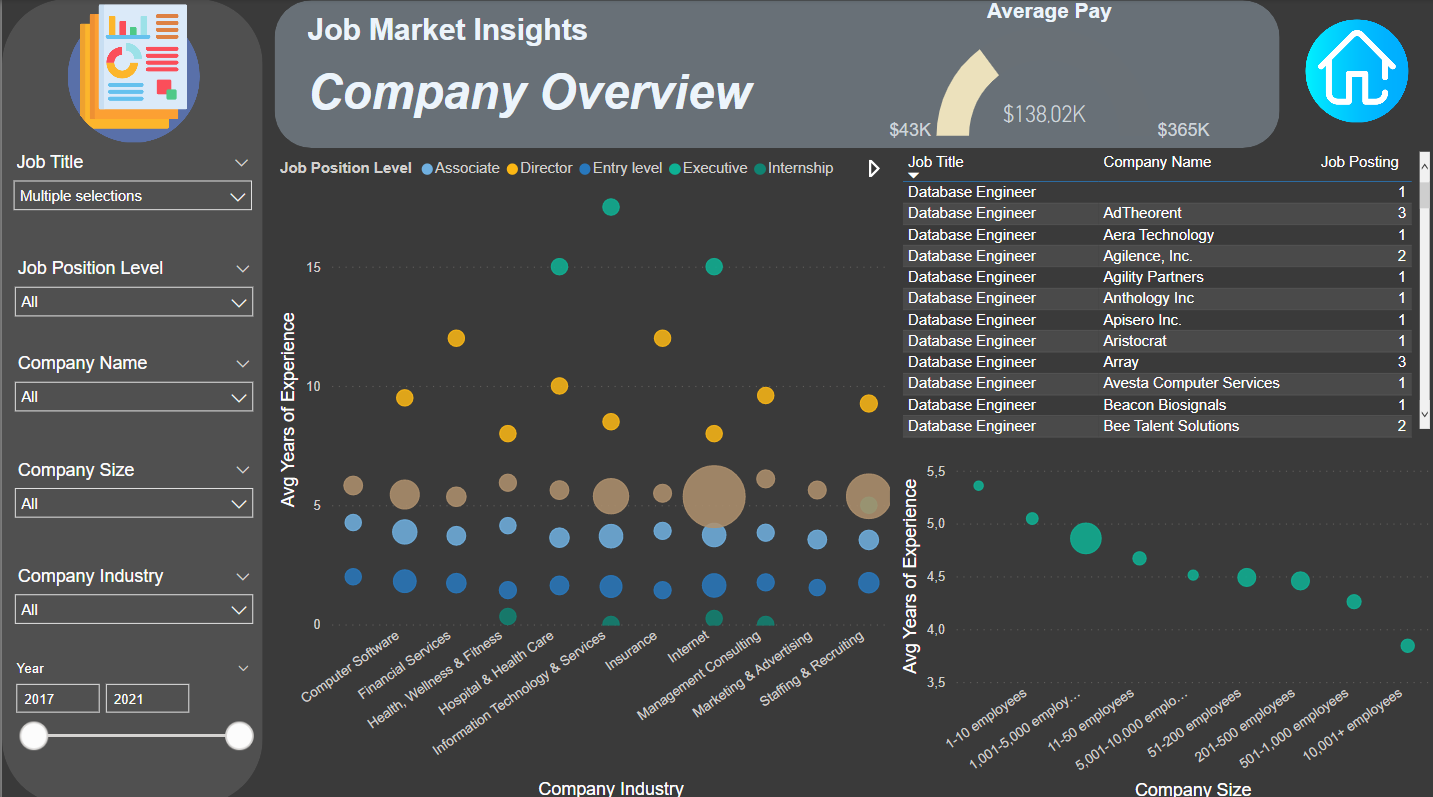 Job Market Insights
Company Overview
Average Pay
$43K
$138.02K
$365K
Job Title
Multiple selections
Job Position Level
All
Company Name
All
Company Size
All
Company Industry
All
Year
2017 2021
Job Position Level Associate Director Entry level Executive Internship
Avg Years of Experience
15
10
5
0
Computer Software
Financial Services
Health, Wellness & Fitness
Hospital & Health Care
Information Technology & Services
Insurance
Internet
Management Consulting
Marketing & Advertising
Staffing & Recruiting
Company Industry
Job Title Company Name Job Posting
Database Engineer 1
Database Engineer AdTheorent 3
Database Engineer Aera Technology 1
Database Engineer Agilence, Inc. 2
Database Engineer Agility Partners 1
Database Engineer Anthology Inc 1
Database Engineer Apisero Inc. 1
Database Engineer Aristocrat 1
Database Engineer Array 3
Database Engineer Avesta Computer Services 1
Database Engineer Beacon Biosignals 1
Database Engineer Bee Talent Solutions 2
Avg Years of Experience
5,5
5,0
4,5
4,0
3,5
1-10 employees
1,001-5,000 employ...
11-50 employees
5,001-10,000 emplo...
51-200 employees
201-500 employees
501-1,000 employees
10,001+ employees
Company Size